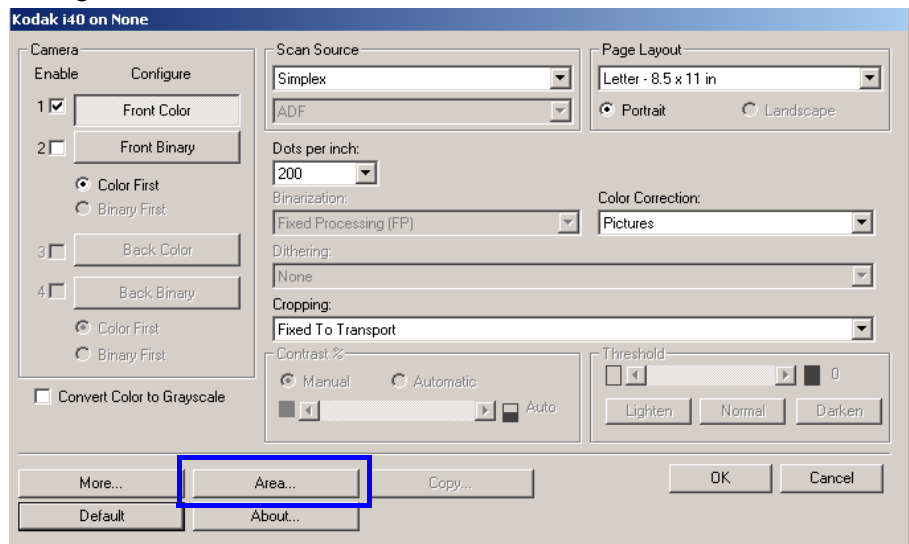 Kodak i40 on None
Camera
Enable Configure
1 Front Color
2 Front Binary
Color First
Binary First
3 Back Color
4 Back Binary
Color First
Binary First
Convert Color to Grayscale
Scan Source
Simplex
ADF
Page Layout
Letter - 8.5 x 11 in
Portrait Landscape
Dots per inch:
200
Binarization:
Fixed Processing (FP)
Color Correction:
Pictures
Dithering:
None
Cropping:
Fixed To Transport
Contrast %
Manual Automatic
Auto
Threshold
0
Lighten Normal Darken
More... Area... Copy... OK Cancel
Default About...